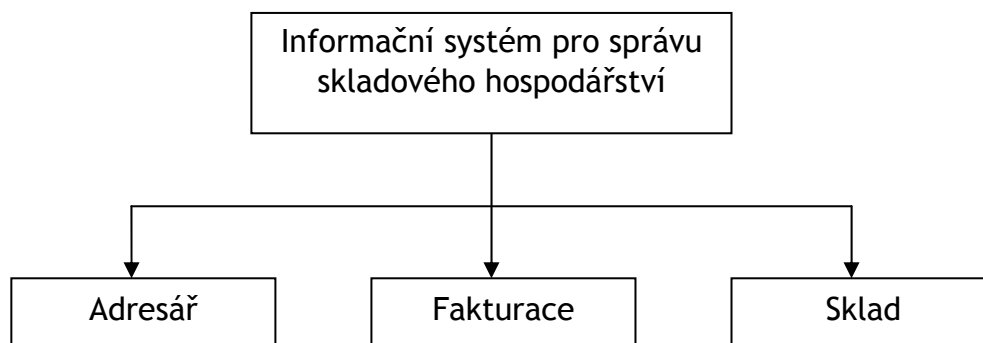 Informační systém pro správu
skladového hospodářství
Adresář
Fakturace
Sklad